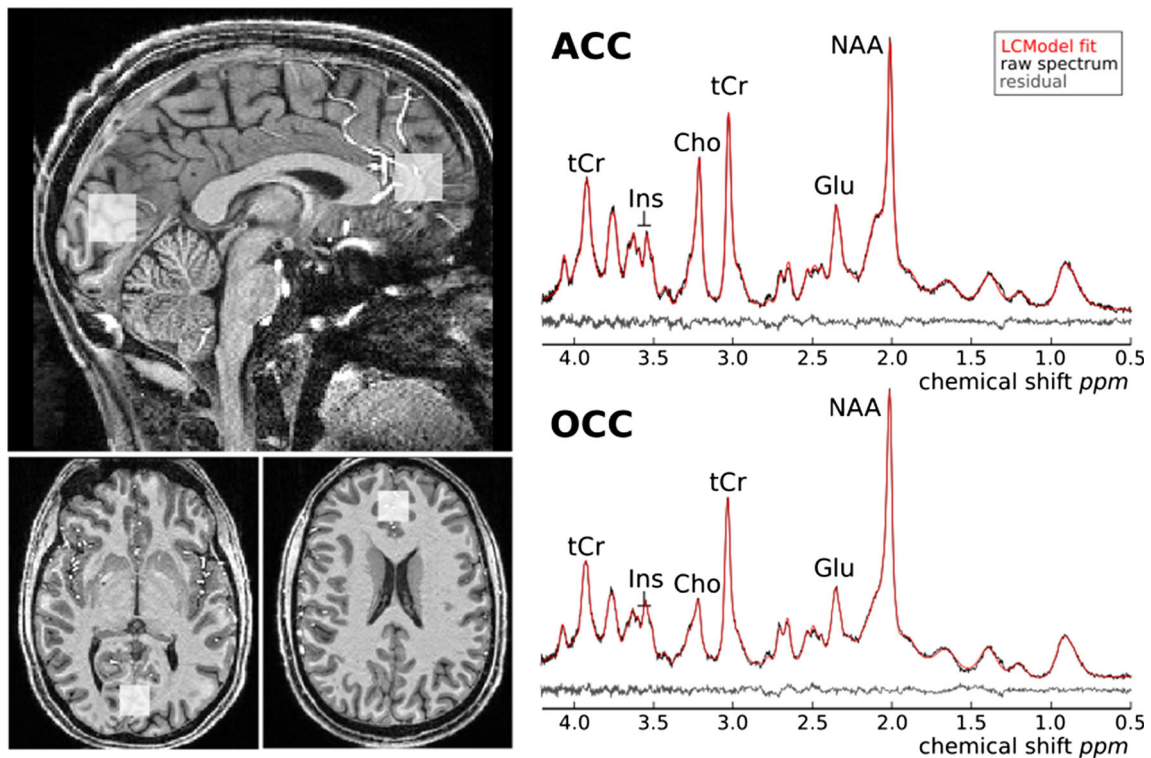 ACC
NAA
LCModel fit
raw spectrum
residual
tCr
Cho
tCr
Ins
Glu
4.0 3.5 3.0 2.5 2.0 1.5 1.0 0.5
chemical shift ppm
OCC
NAA
tCr
tCr
Ins
Cho
Glu
4.0 3.5 3.0 2.5 2.0 1.5 1.0 0.5
chemical shift ppm